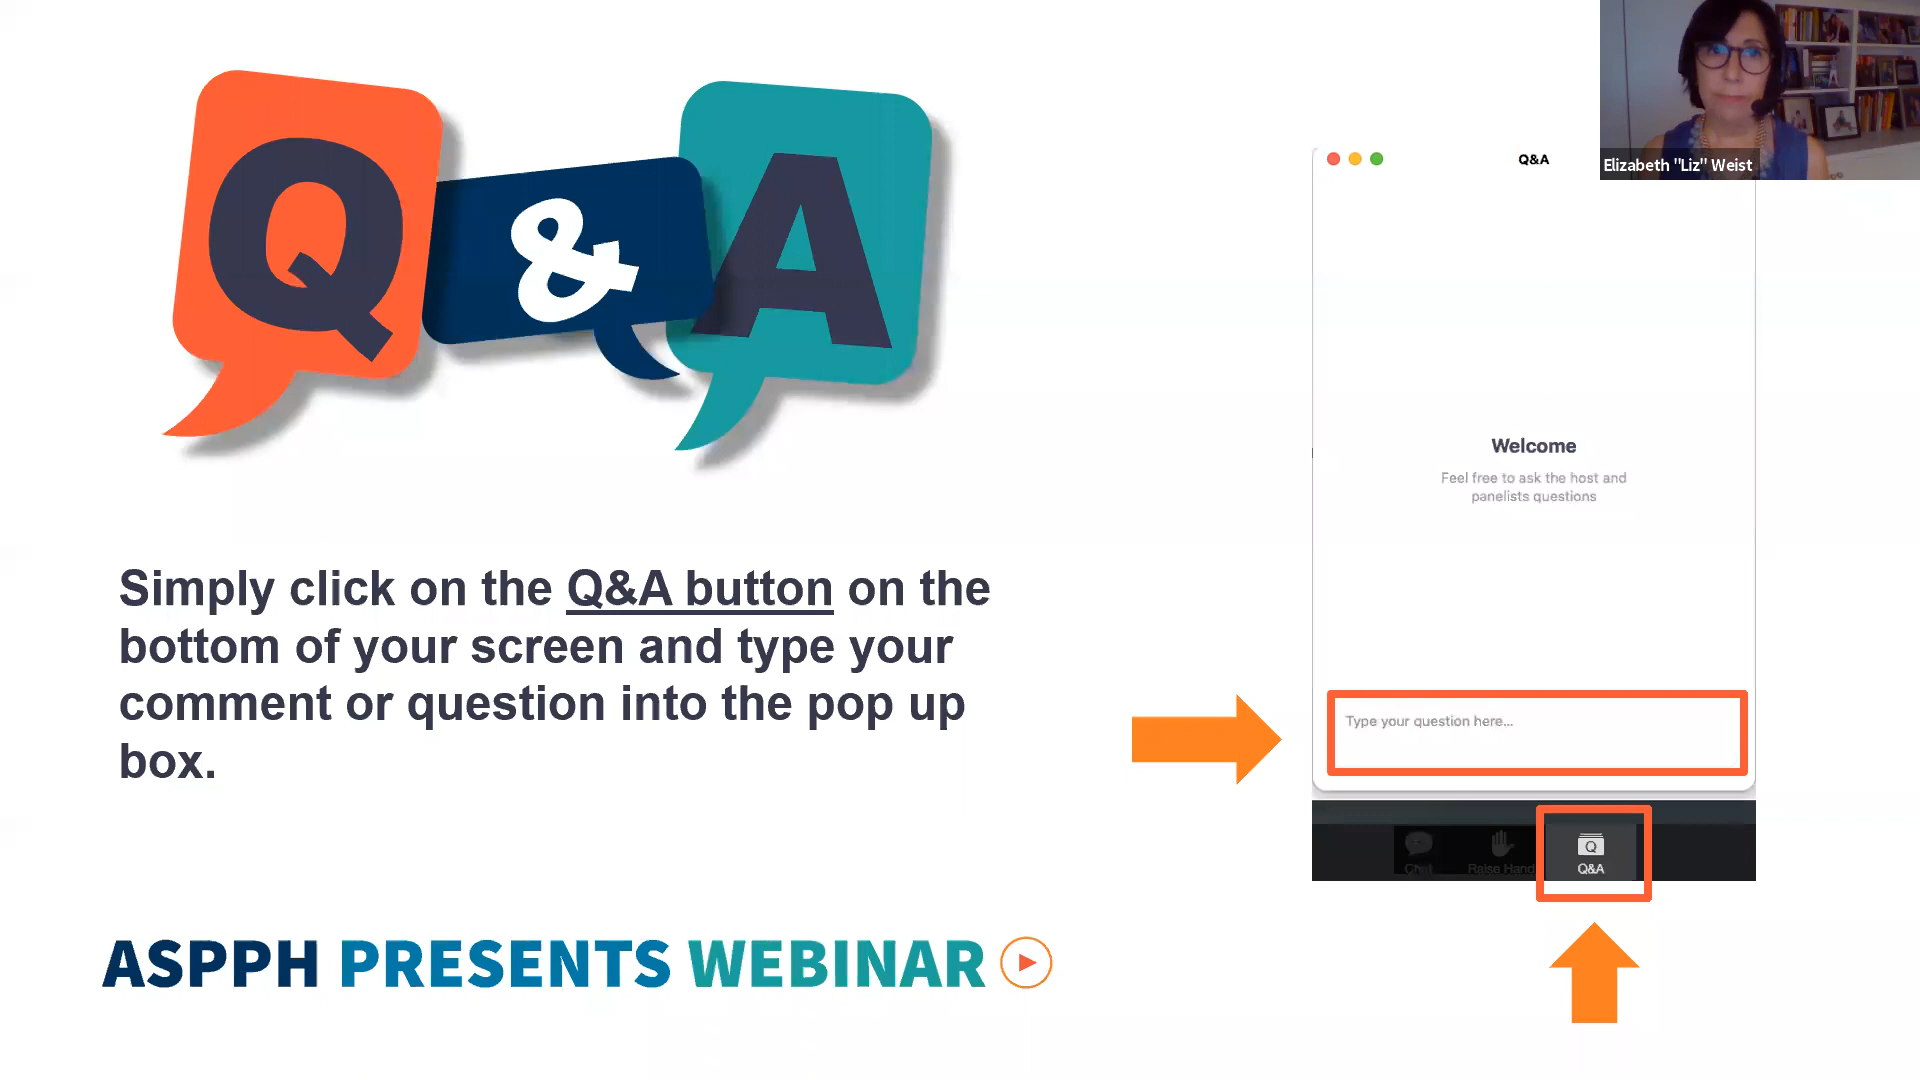 Q & A
Elizabeth "Liz" Weist
Q&A
Welcome
Feel free to ask the host and
panelists questions
Simply click on the Q&A button on the
bottom of your screen and type your
comment or question into the pop up
box.
Type your question here...
Chat
Raise Hand
Q
Q&A
ASPPH PRESENTS WEBINAR